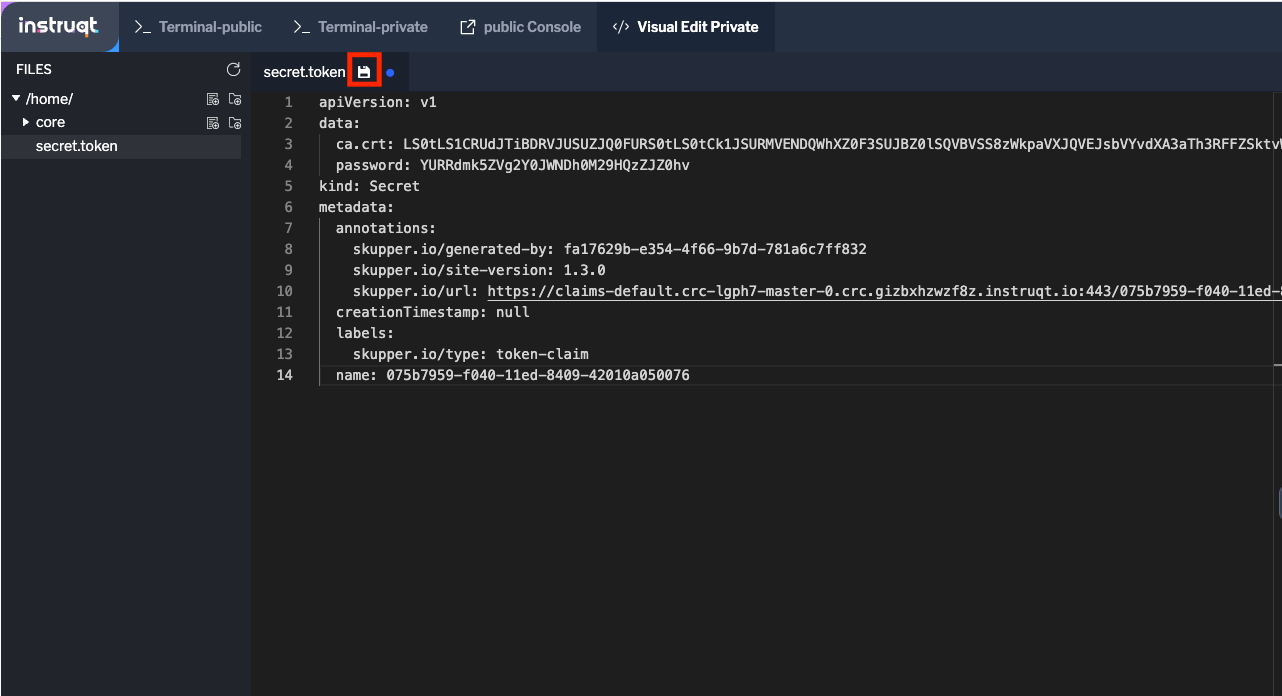 instruqt
>_ Terminal-public
>_ Terminal-private
public Console
</> Visual Edit Private
FILES
/home/
core
secret.token
secret.token
1 apiVersion: v1
2 data:
3 ca.crt:
4 password: YURRdmk5ZVg2Y0JWNDh0M29HQzZJZ0hv
5 kind: Secret
6 metadata:
7 annotations:
8 skupper.io/generated-by: fa17629b-e354-4f66-9b7d-781a6c7ff832
9 skupper.io/site-version: 1.3.0
10 skupper.io/url: https://claims-default.crc-lgph7-master-0.crc.gizbxhzwzf8z.instruqt.io:443/075b7959-f040-11ed-8
11 creationTimestamp: null
12 labels:
13 skupper.io/type: token-claim
14 name: 075b7959-f040-11ed-8409-42010a050076